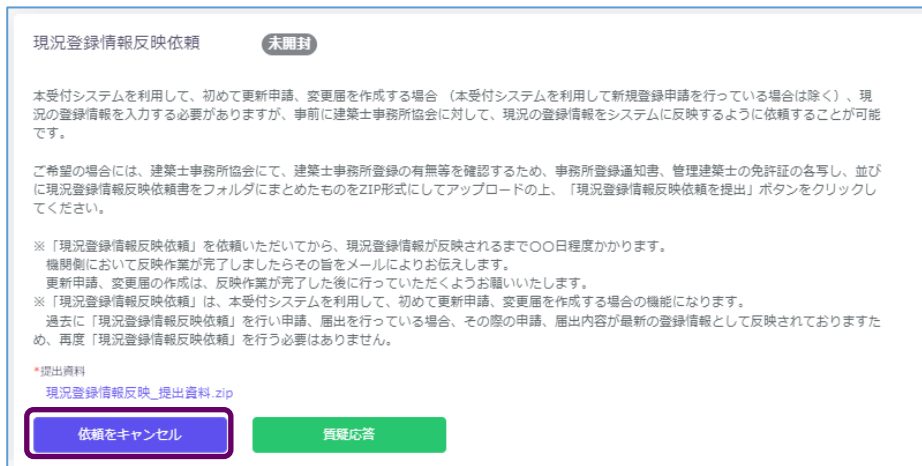 現況登録情報反映依頼 未開封
本受付システムを利用して、初めて更新申請、変更届を作成する場合 （本受付システムを利用して新規登録申請を行っている場合は除く）、現
況の登録情報を入力する必要がありますが、事前に建築士事務所協会に対して、現況の登録情報をシステムに反映するように依頼することが可能
です。
ご希望の場合には、建築士事務所協会にて、建築士事務所登録の有無等を確認するため、事務所登録通知書、管理建築士の免許証の各写し、並び
に現況登録情報反映依頼書をフォルダにまとめたものをZIP形式にしてアップロードの上、「現況登録情報反映依頼を提出」ボタンをクリックし
てください。
※「現況登録情報反映依頼」を依頼いただいてから、現況登録情報が反映されるまで〇〇日程度かかります。
機関側において反映作業が完了しましたらその旨をメールによりお伝えします。
更新申請、変更届の作成は、反映作業が完了した後に行っていただくようお願いいたします。
※「現況登録情報反映依頼」は、本受付システムを利用して、初めて更新申請、変更届を作成する場合の機能になります。
過去に「現況登録情報反映依頼」を行い申請、届出を行っている場合、その際の申請、届出内容が最新の登録情報として反映されておりますた
め、再度「現況登録情報反映依頼」を行う必要はありません。
*提出資料
現況登録情報反映_提出資料.zip
依頼をキャンセル 質疑応答